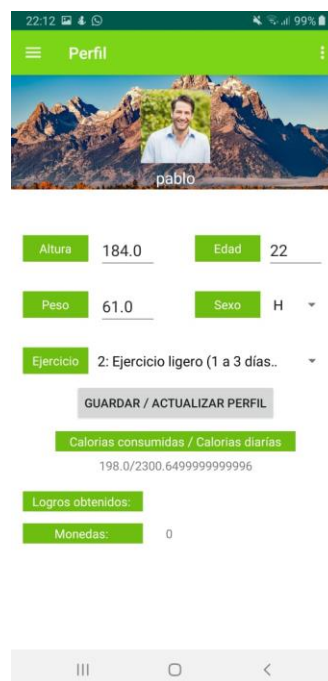 22:12 99%
Perfil
pablo
Altura 184.0 Edad 22
Peso 61.0 Sexo H
Ejercicio 2: Ejercicio ligero (1 a 3 días..
GUARDAR / ACTUALIZAR PERFIL
Calorias consumidas / Calorias diarías
198.0/2300.6499999999996
Logros obtenidos:
Monedas: 0